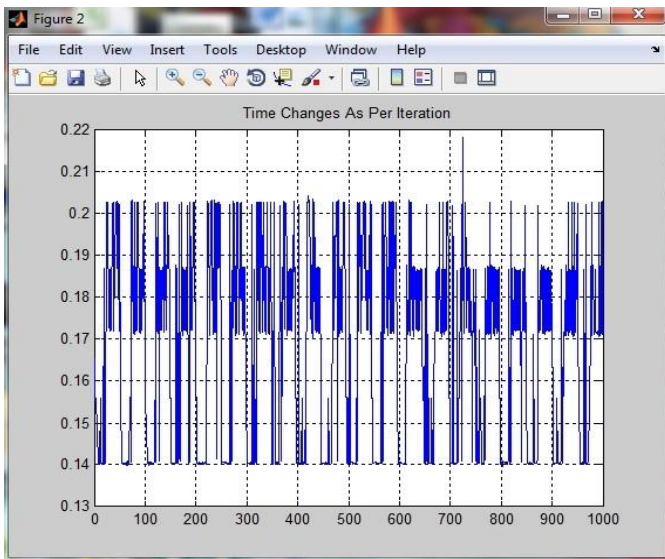 Figure 2
File Edit View Insert Tools Desktop Window Help
Time Changes As Per Iteration
0.22
0.21
0.2
0.19
0.18
0.17
0.16
0.15
0.14
0.13
0 100 200 300 400 500 600 700 800 900 1000